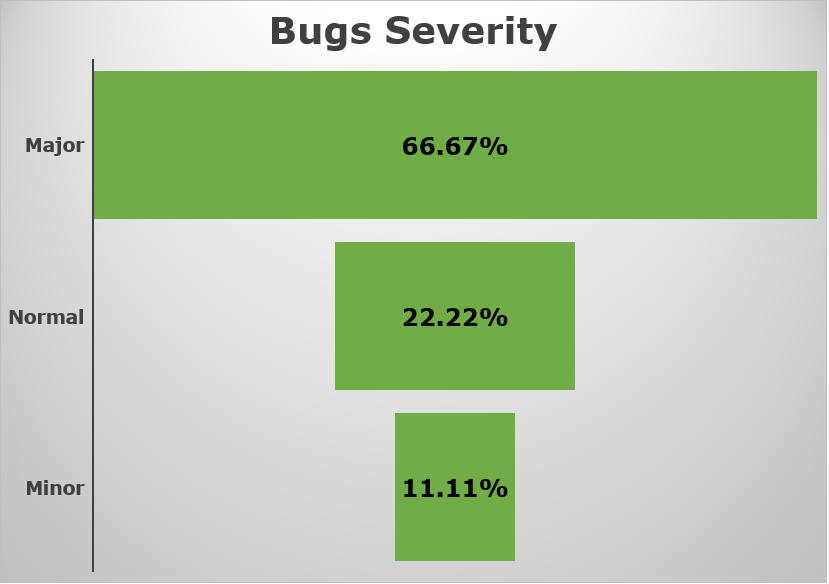 Bugs Severity
Major
66.67%
Normal
22.22%
Minor
11.11%